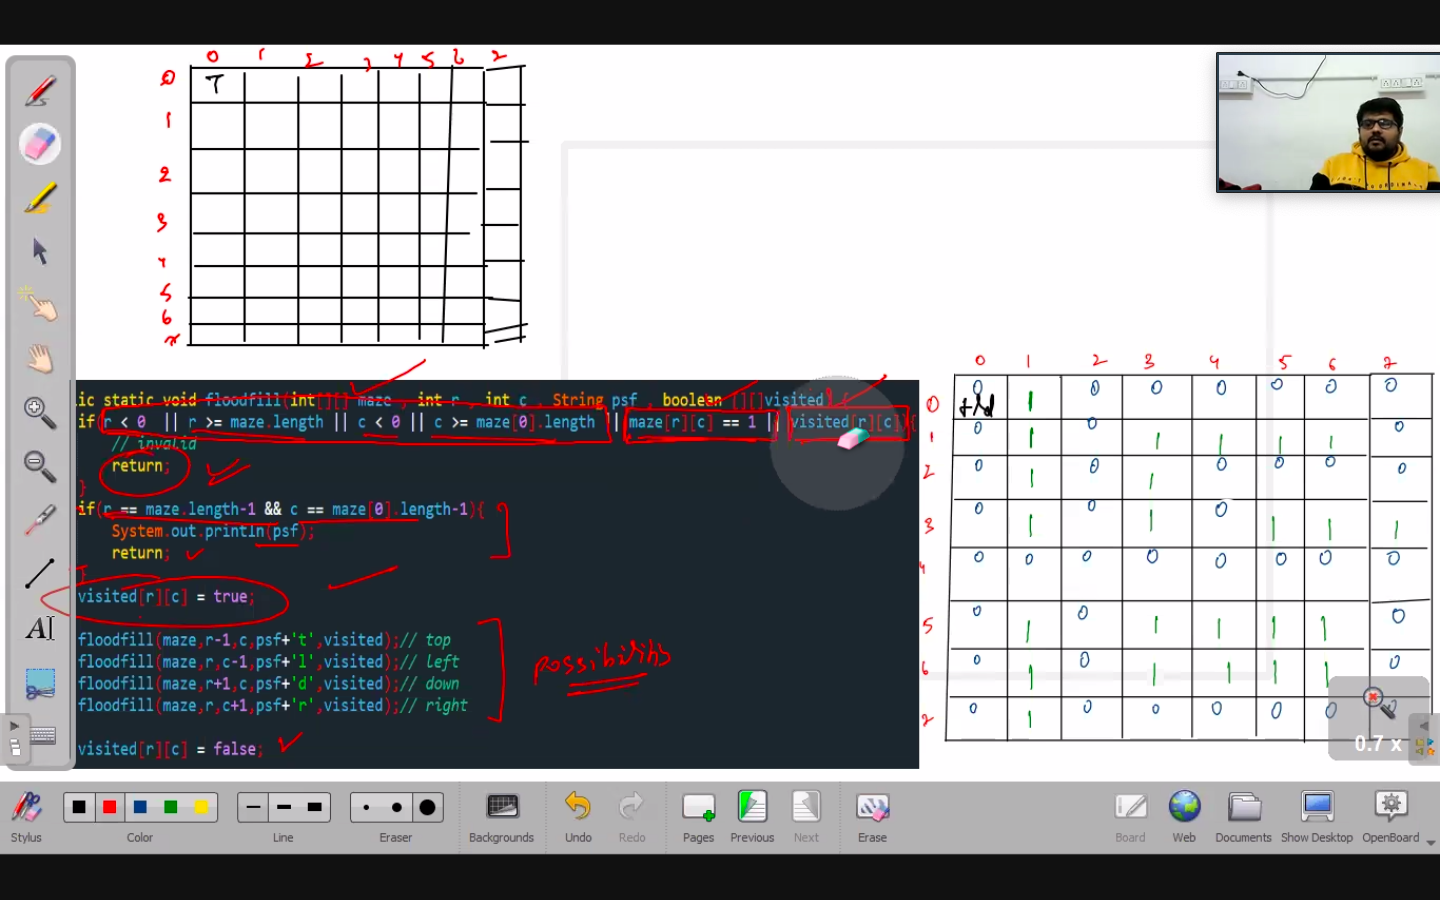 0 1 2 3 4 5 6 7
0 T
1
2
3
4
5
6
7
ic static void floodfill(int[][] maze , int r , int c , String psf , boolean [][]visited) {
if(r < 0 || r >= maze.length || c < 0 || c >= maze[0].length || maze[r][c] == 1 || visited[r][c]){
// invalid
return;
}
if(r == maze.length-1 && c == maze[0].length-1){
System.out.println(psf);
return;
}
visited[r][c] = true;
floodfill(maze,r-1,c,psf+'t',visited);// top
floodfill(maze,r,c-1,psf+'l',visited);// left
floodfill(maze,r+1,c,psf+'d',visited);// down
floodfill(maze,r,c+1,psf+'r',visited);// right
visited[r][c] = false;
possibilities
0 1 2 3 4 5 6 7
0 0 1 0 0 0 0 0 0
1 0 1 0 1 1 1 1 0
2 0 1 0 1 0 0 0 0
3 0 1 0 1 0 1 1 1
4 0 0 0 0 0 0 0 0
5 0 1 0 1 1 1 1 0
6 0 1 0 1 1 1 1 0
7 0 1 0 0 0 0 0 0
0.7 x
Stylus Color Line Eraser Backgrounds Undo Redo Pages Previous Next Erase Board Web Documents Show Desktop OpenBoard